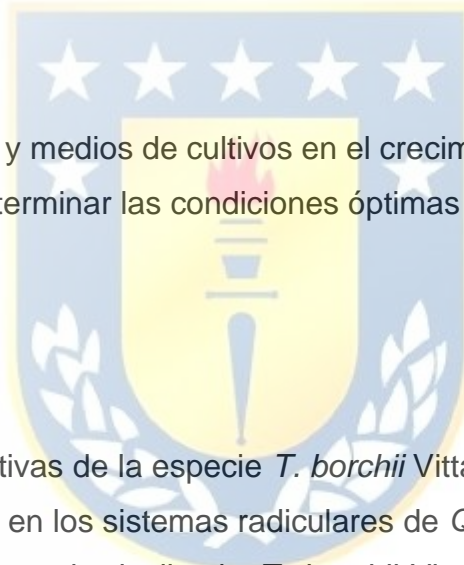 y medios de cultivos en el crecim
terminar las condiciones óptimas
tivas de la especie T. borchii Vitta
en los sistemas radiculares de Q